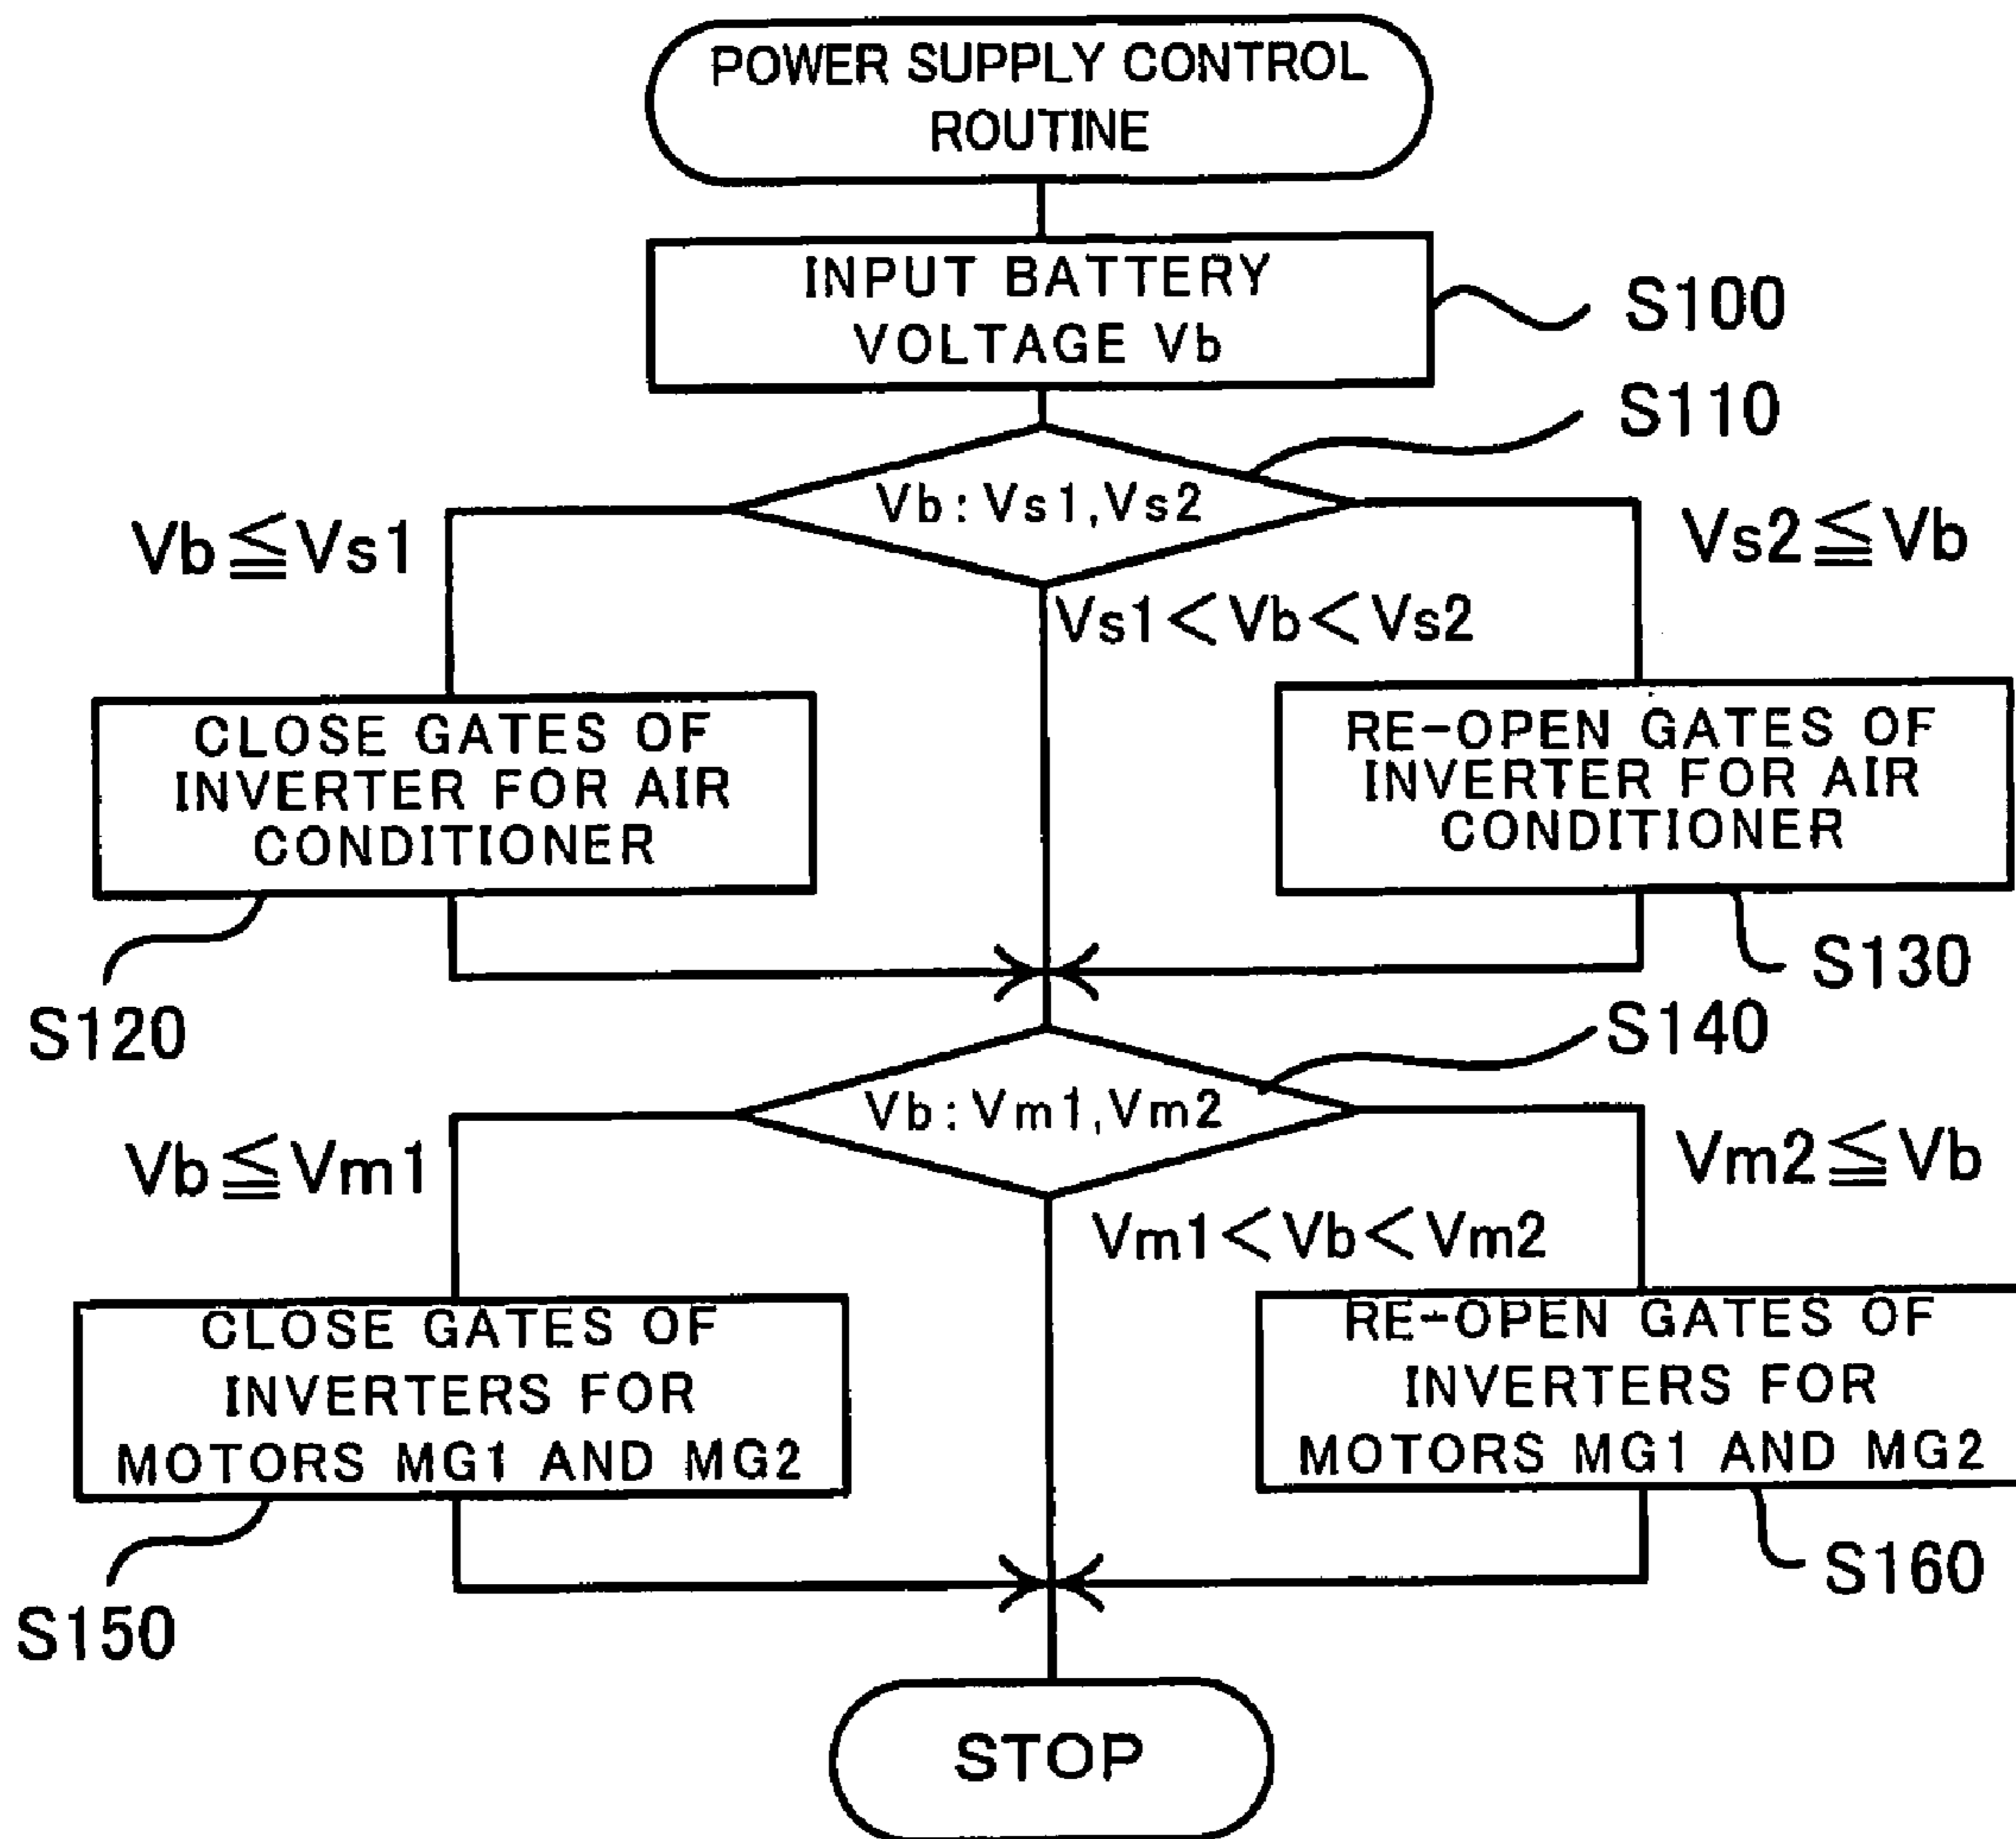 POWER SUPPLY CONTROL
ROUTINE
INPUT BATTERY
VOLTAGE Vb
S100
S110
Vb:Vs1,Vs2
Vb≦Vs1
Vs2≦Vb
Vs1<Vb<Vs2
CLOSE GATES OF
INVERTER FOR AIR
CONDITIONER
RE-OPEN GATES OF
INVERTER FOR AIR
CONDITIONER
S120
S130
S140
Vb:Vm1,Vm2
Vb≦Vm1
Vm2≦Vb
Vm1<Vb<Vm2
CLOSE GATES OF
INVERTERS FOR
MOTORS MG1 AND MG2
RE-OPEN GATES OF
INVERTERS FOR
MOTORS MG1 AND MG2
S150
S160
STOP